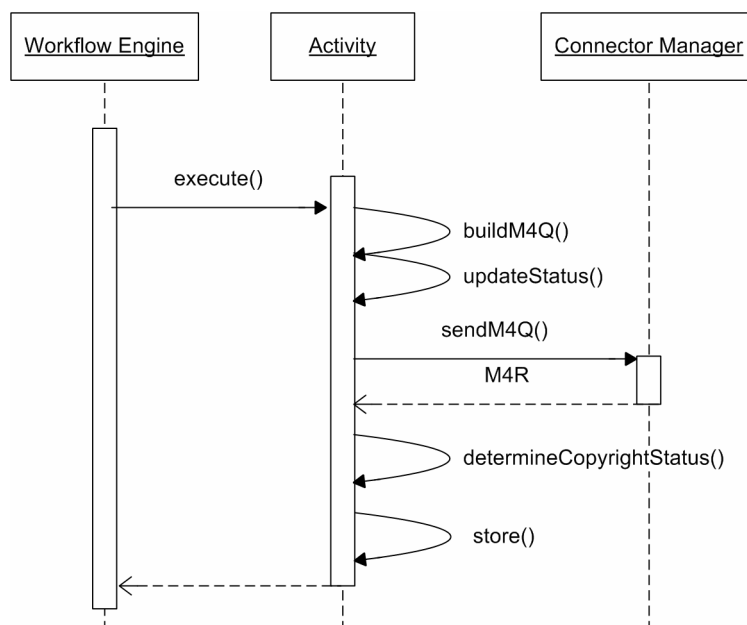 Workflow Engine
Activity
Connector Manager
execute()
buildM4Q()
updateStatus()
sendM4Q()
M4R
determineCopyrightStatus()
store()